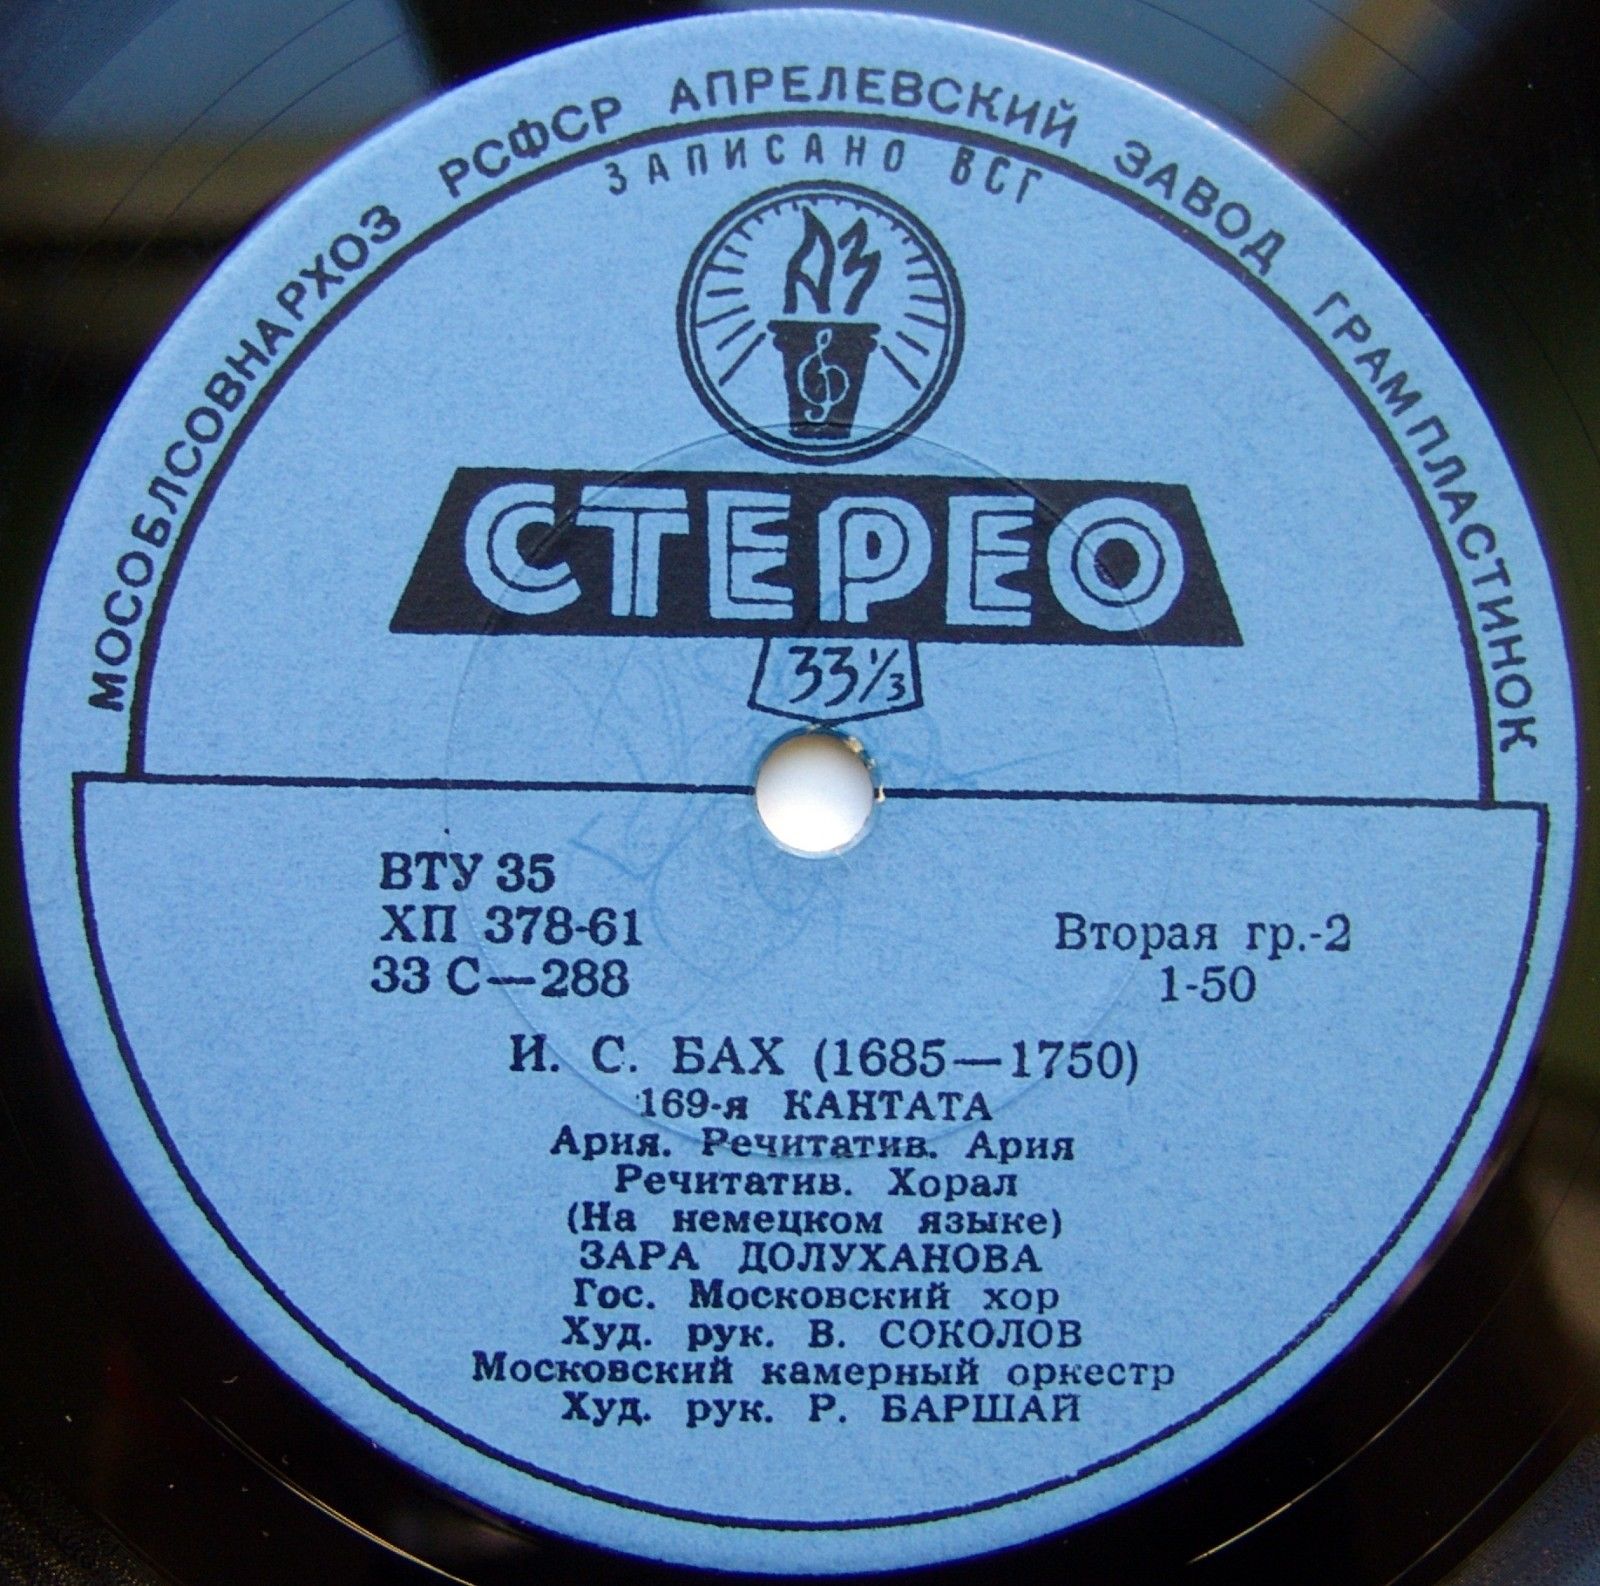 МОСОБЛСОВНАРХОЗ РСФСР АПРЕЛЕВСКИЙ ЗАВОД ГРАМПЛАСТИНОК
ЗАПИСАНО ВСГ
АЗ
СТЕРЕО
33⅓
ВТУ 35
ХП 378-61
33 С—288
Вторая гр.-2
1-50
И. С. БАХ (1685—1750)
169-я КАНТАТА
Ария. Речитатив. Ария
Речитатив. Хорал
(На немецком языке)
ЗАРА ДОЛУХАНОВА
Гос. Московский хор
Худ. рук. В. СОКОЛОВ
Московский камерный оркестр
Худ. рук. Р. БАРШАЙ